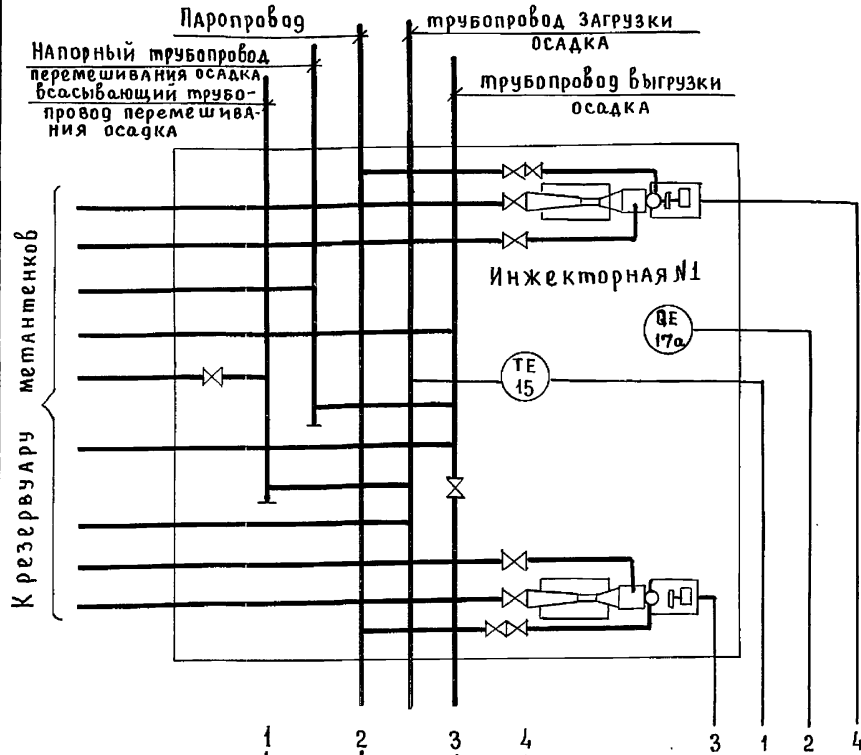 Паропровод
трубопровод загрузки
осадка
Напорный трубопровод
перемешивания осадка
всасывающий трубо-
провод перемешива-
ния осадка
трубопровод выгрузки
осадка
К резервуару метантенков
Инжекторная N1
QE
17а
TE
15
1 2 3 4 3 1 2 4